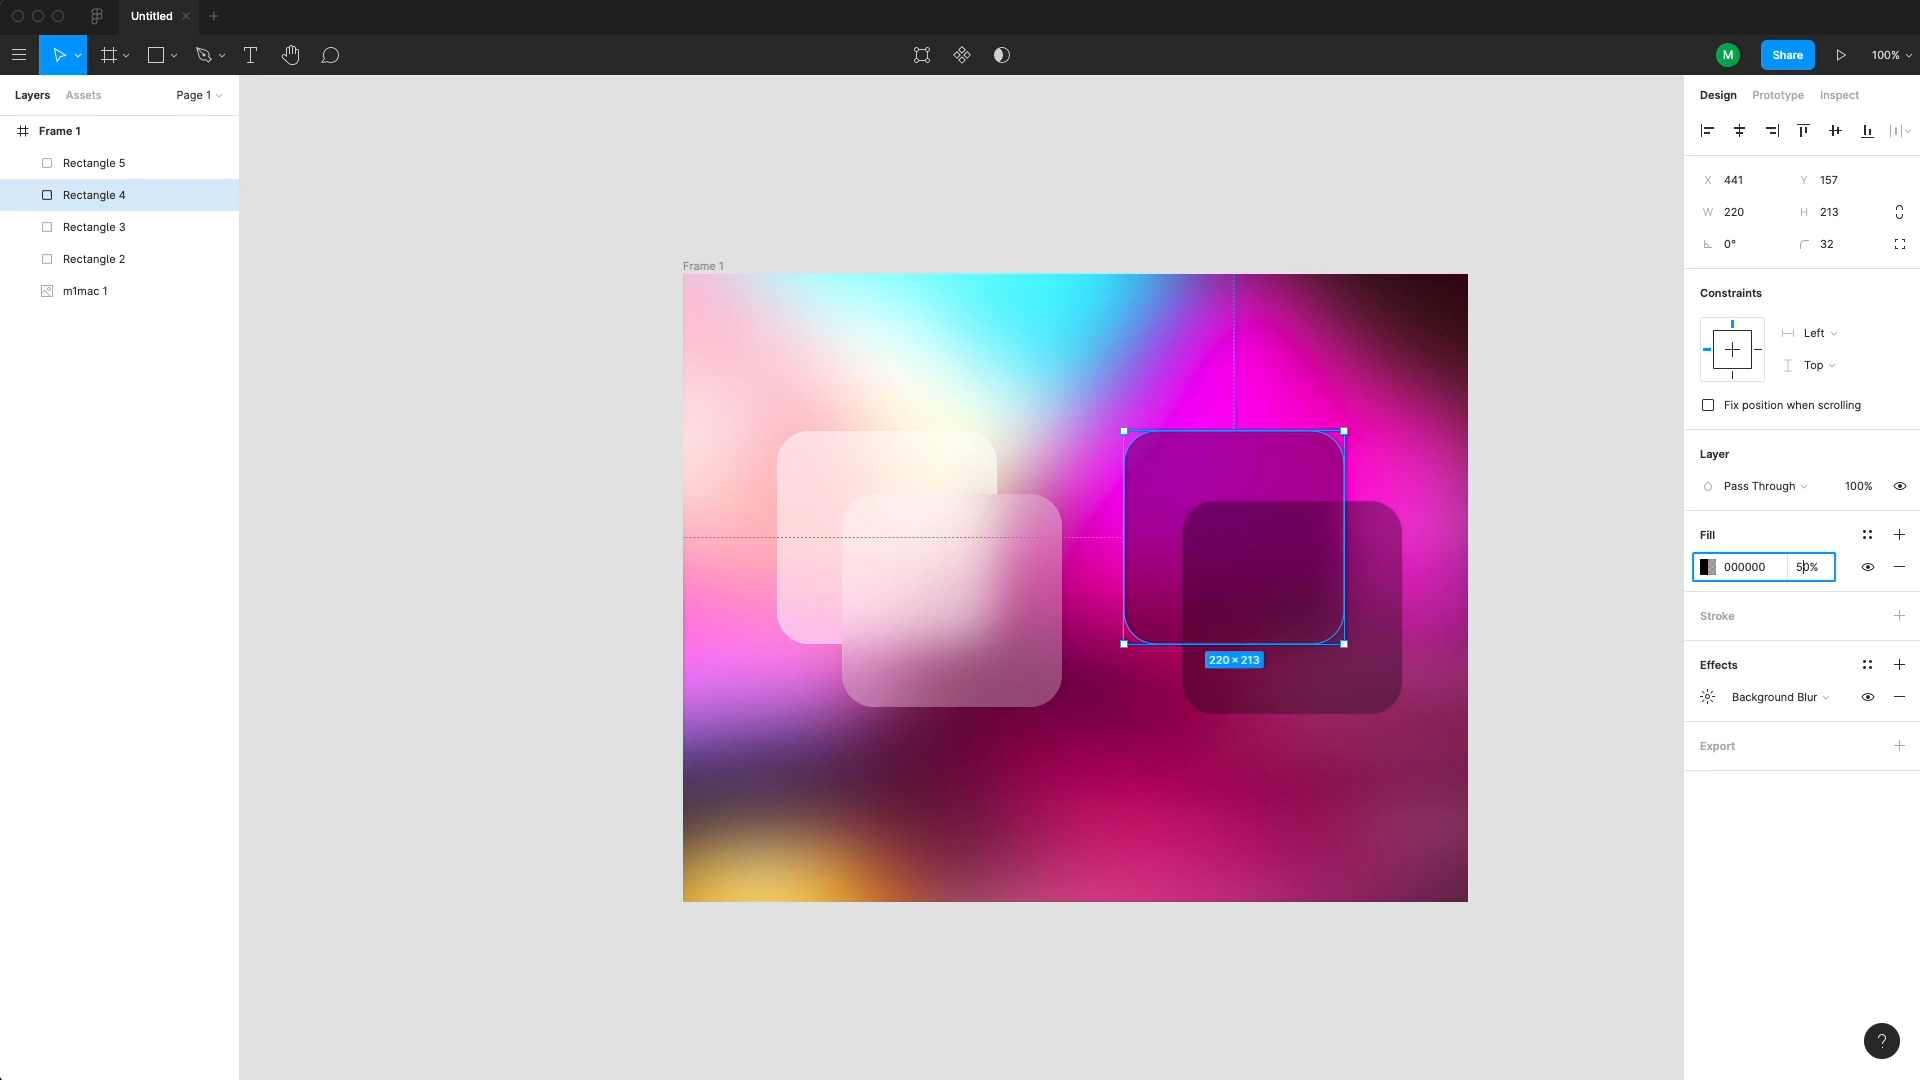 Untitled
M
Share
100%
Layers
Assets
Page 1
Design
Prototype
Inspect
Frame 1
Rectangle 5
Rectangle 4
Rectangle 3
Rectangle 2
m1mac 1
Frame 1
220 × 213
X 441
Y 157
W 220
H 213
0°
32
Constraints
Left
Top
Fix position when scrolling
Layer
Pass Through
100%
Fill
000000
50%
Stroke
Effects
Background Blur
Export
?